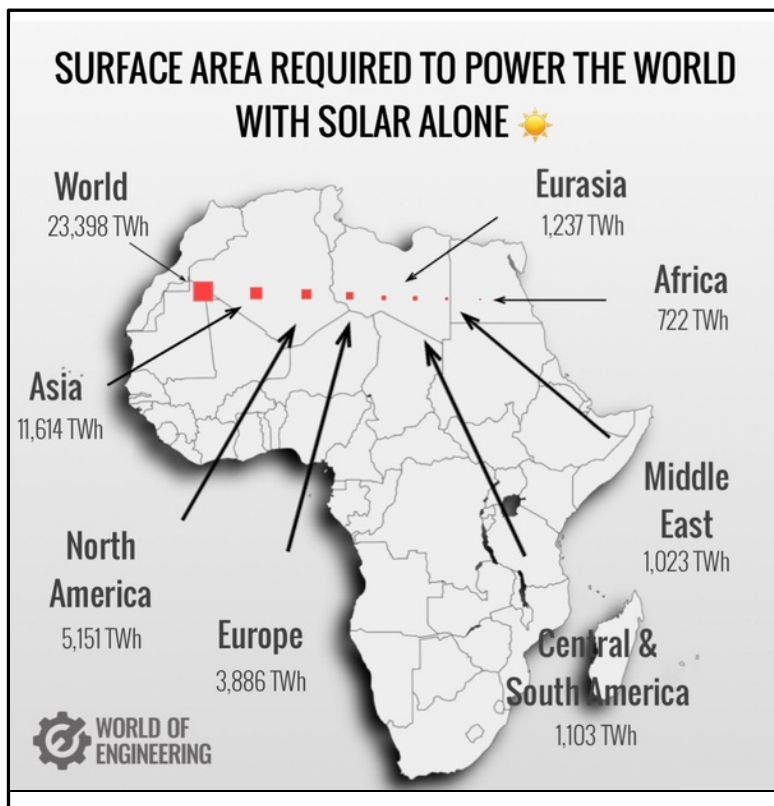 SURFACE AREA REQUIRED TO POWER THE WORLD
WITH SOLAR ALONE ☀️
World
23,398 TWh
Eurasia
1,237 TWh
Africa
722 TWh
Asia
11,614 TWh
Middle
East
1,023 TWh
North
America
5,151 TWh
Europe
3,886 TWh
Central &
South America
1,103 TWh
WORLD OF
ENGINEERING